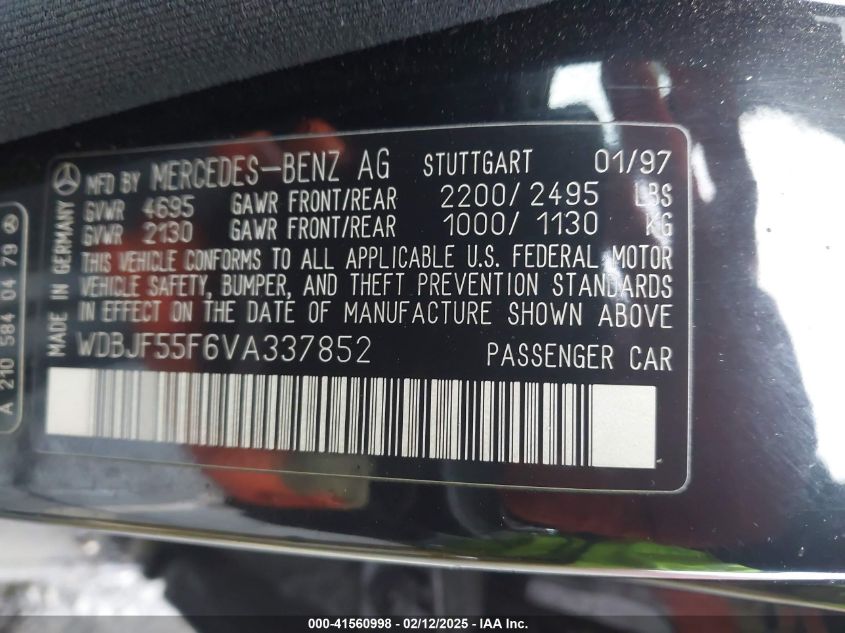 MFD BY MERCEDES-BENZ AG STUTTGART 01/97
GVWR 4695 GAWR FRONT/REAR 2200/2495 LBS
GVWR 2130 GAWR FRONT/REAR 1000/1130 KG
THIS VEHICLE CONFORMS TO ALL APPLICABLE U.S. FEDERAL MOTOR
VEHICLE SAFETY, BUMPER, AND THEFT PREVENTION STANDARDS
IN EFFECT ON THE DATE OF MANUFACTURE SHOWN ABOVE
WDBJF55F6VA337852 PASSENGER CAR
MADE IN GERMANY
A 210 584 04 79
000-41560998 - 02/12/2025 - IAA Inc.